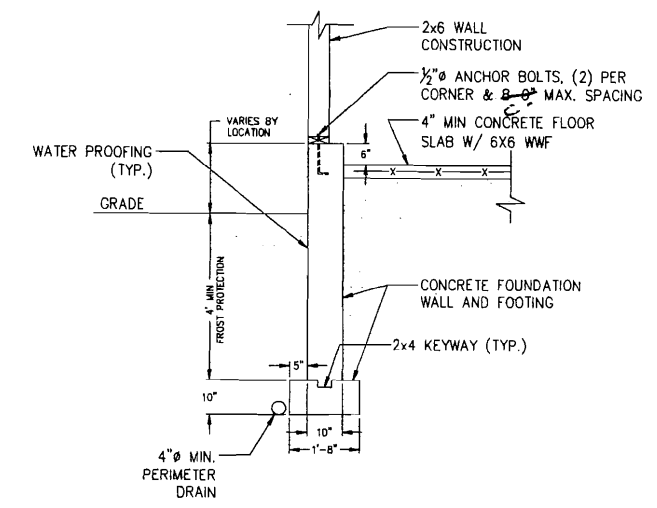 2x6 WALL
CONSTRUCTION
½"ø ANCHOR BOLTS, (2) PER
CORNER & 8'-0" MAX. SPACING
4" MIN CONCRETE FLOOR
SLAB W/ 6X6 WWF
VARIES BY
LOCATION
6"
WATER PROOFING
(TYP.)
X X X
GRADE
4' MIN
FROST PROTECTION
CONCRETE FOUNDATION
WALL AND FOOTING
2x4 KEYWAY (TYP.)
5"
10"
10"
1'-8"
4"ø MIN.
PERIMETER
DRAIN